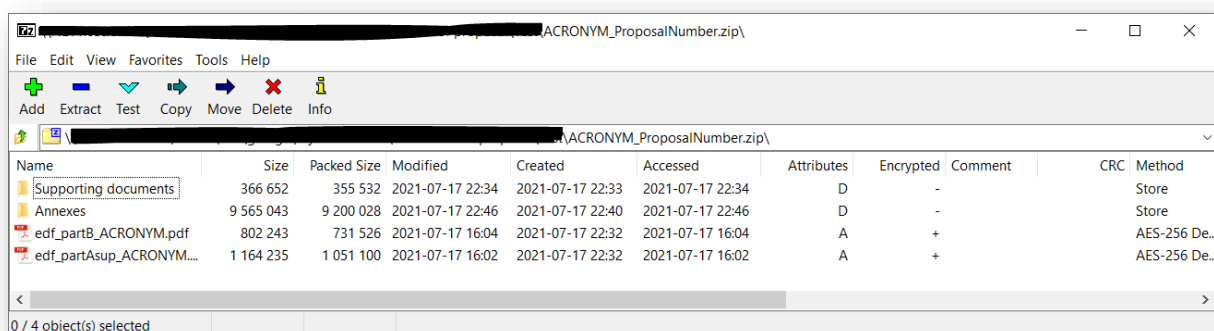 ACRONYM_ProposalNumber.zip\
File Edit View Favorites Tools Help
Add Extract Test Copy Move Delete Info
\ACRONYM_ProposalNumber.zip\
Name Size Packed Size Modified Created Accessed Attributes Encrypted Comment CRC Method
Supporting documents 366 652 355 532 2021-07-17 22:34 2021-07-17 22:33 2021-07-17 22:34 D - Store
Annexes 9 565 043 9 200 028 2021-07-17 22:46 2021-07-17 22:40 2021-07-17 22:46 D - Store
edf_partB_ACRONYM.pdf 802 243 731 526 2021-07-17 16:04 2021-07-17 22:32 2021-07-17 16:04 A + AES-256 De..
edf_partAsup_ACRONYM.... 1 164 235 1 051 100 2021-07-17 16:02 2021-07-17 22:32 2021-07-17 16:02 A + AES-256 De..
0 / 4 object(s) selected